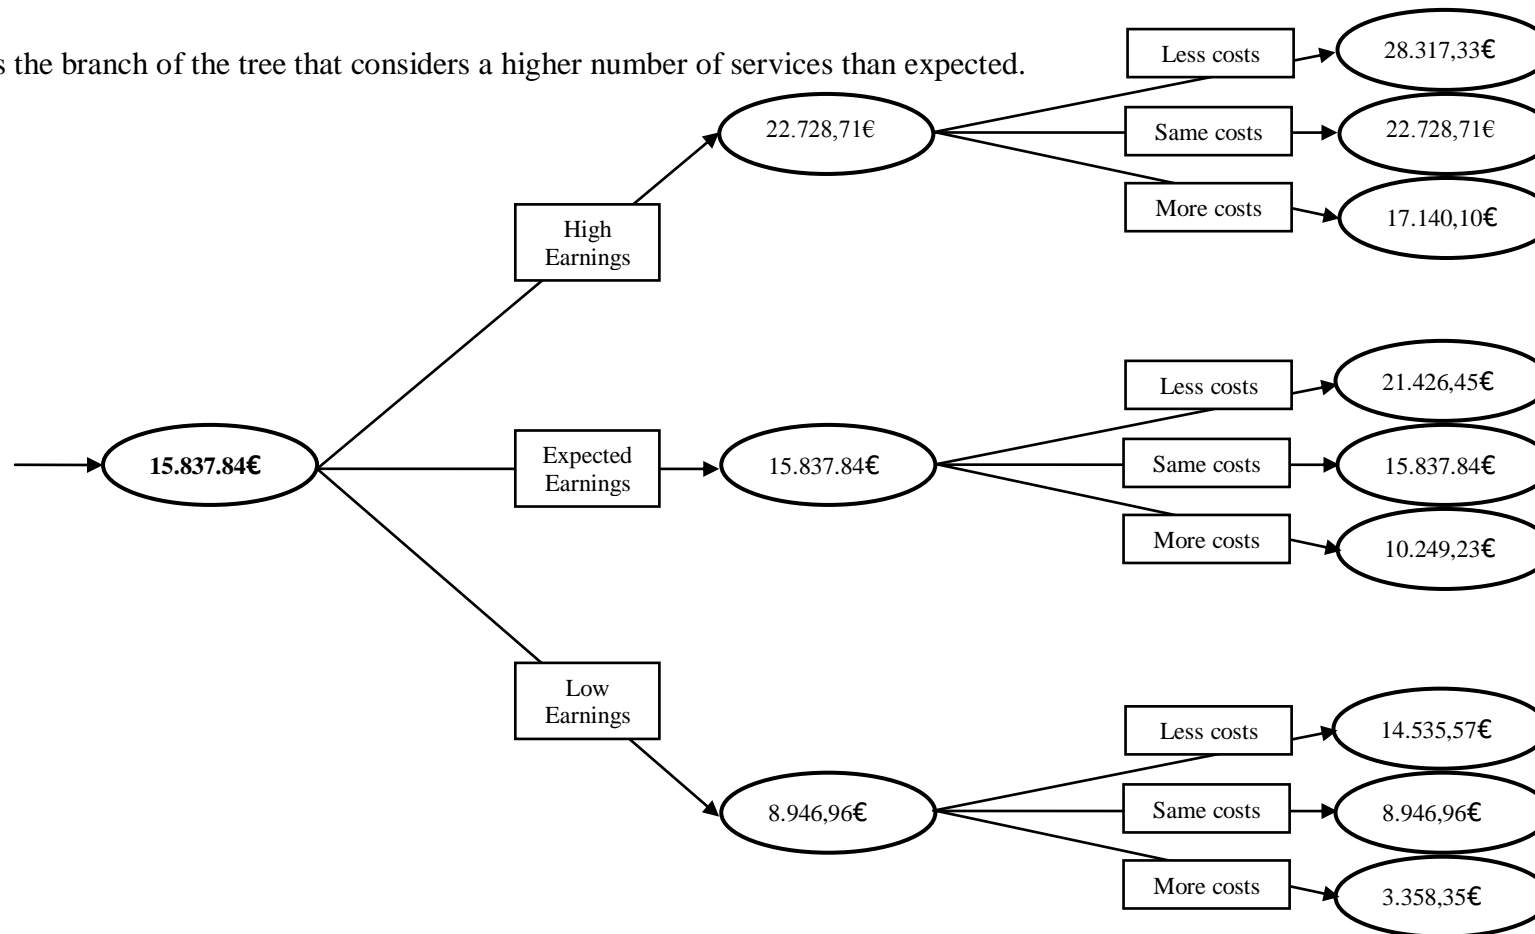 s the branch of the tree that considers a higher number of services than expected.
Less costs
28.317,33€
22.728,71€
Same costs
22.728,71€
More costs
17.140,10€
High
Earnings
Less costs
21.426,45€
15.837.84€
Expected
Earnings
15.837.84€
Same costs
15.837.84€
More costs
10.249,23€
Low
Earnings
Less costs
14.535,57€
8.946,96€
Same costs
8.946,96€
More costs
3.358,35€